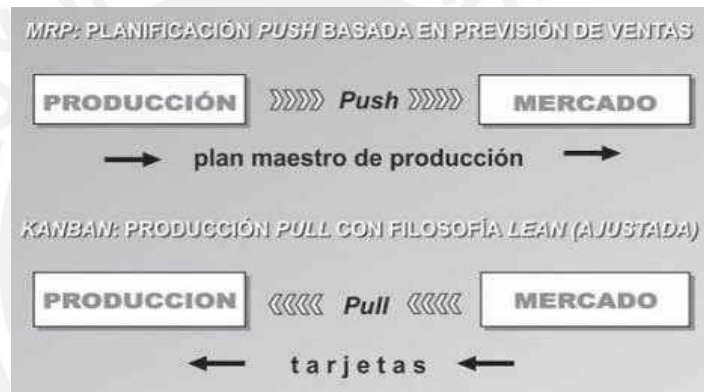 MRP: PLANIFICACIÓN PUSH BASADA EN PREVISIÓN DE VENTAS
PRODUCCIÓN Push MERCADO
plan maestro de producción
KANBAN: PRODUCCIÓN PULL CON FILOSOFÍA LEAN (AJUSTADA)
PRODUCCION Pull MERCADO
tarjetas